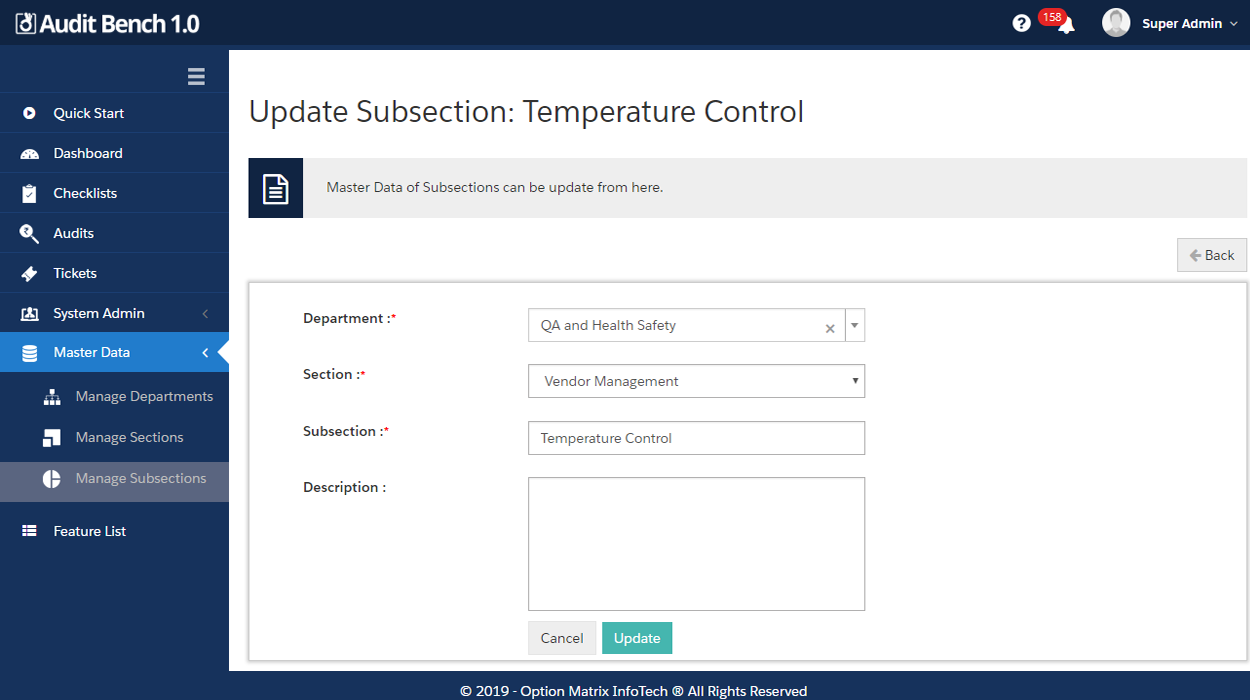 Audit Bench 1.0
158
Super Admin
Quick Start
Dashboard
Checklists
Audits
Tickets
System Admin
Master Data
Manage Departments
Manage Sections
Manage Subsections
Feature List
Update Subsection: Temperature Control
Master Data of Subsections can be update from here.
Back
Department :* QA and Health Safety ×
Section :* Vendor Management
Subsection :* Temperature Control
Description :
Cancel Update
© 2019 - Option Matrix InfoTech ® All Rights Reserved